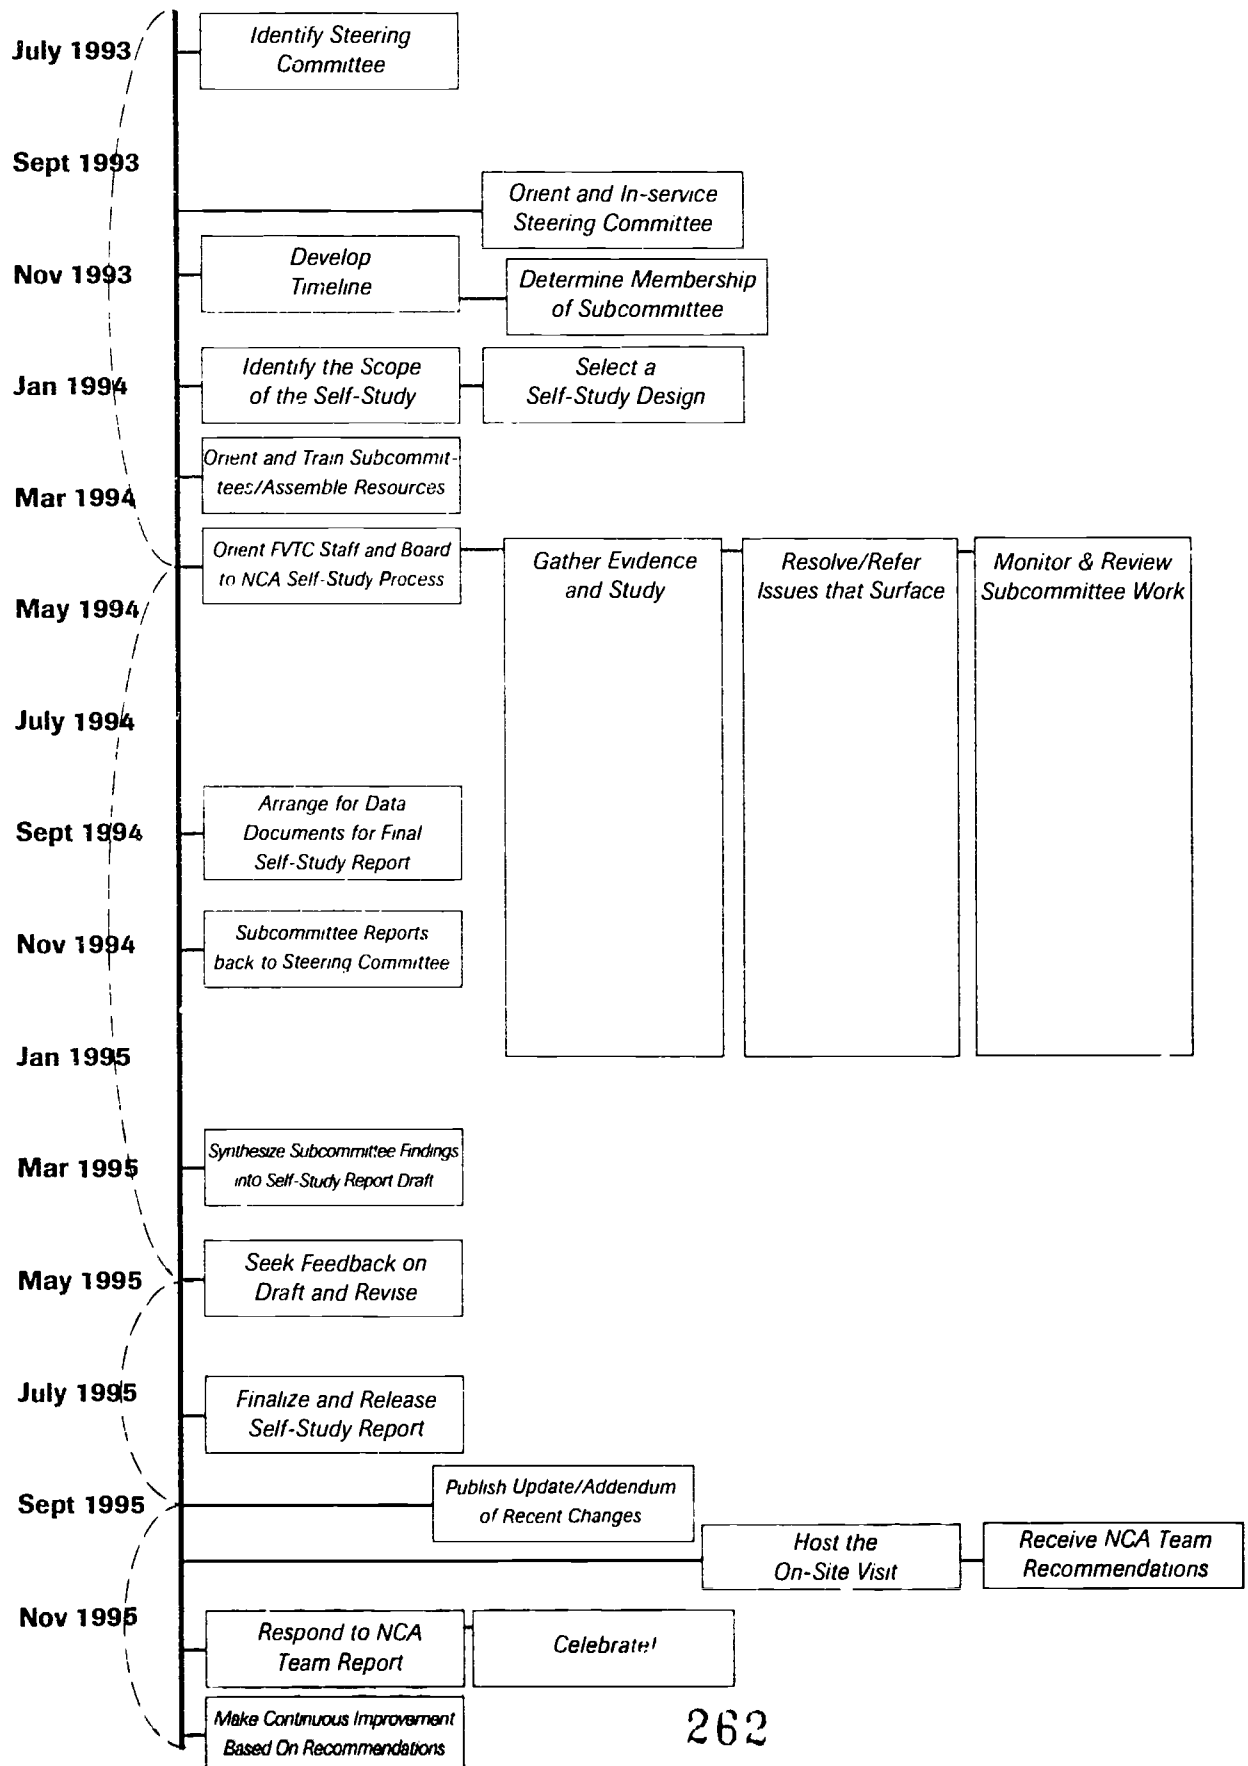 July 1993
Identify Steering
Committee
Sept 1993
Orient and In-service
Steering Committee
Nov 1993
Develop
Timeline
Determine Membership
of Subcommittee
Jan 1994
Identify the Scope
of the Self-Study
Select a
Self-Study Design
Orient and Train Subcommit-
tees/Assemble Resources
Mar 1994
Orient FVTC Staff and Board
to NCA Self-Study Process
Gather Evidence
and Study
Resolve/Refer
Issues that Surface
Monitor & Review
Subcommittee Work
May 1994
July 1994
Sept 1994
Arrange for Data
Documents for Final
Self-Study Report
Nov 1994
Subcommittee Reports
back to Steering Committee
Jan 1995
Mar 1995
Synthesize Subcommittee Findings
into Self-Study Report Draft
May 1995
Seek Feedback on
Draft and Revise
July 1995
Finalize and Release
Self-Study Report
Sept 1995
Publish Update/Addendum
of Recent Changes
Host the
On-Site Visit
Receive NCA Team
Recommendations
Nov 1995
Respond to NCA
Team Report
Celebrate!
Make Continuous Improvement
Based On Recommendations
262